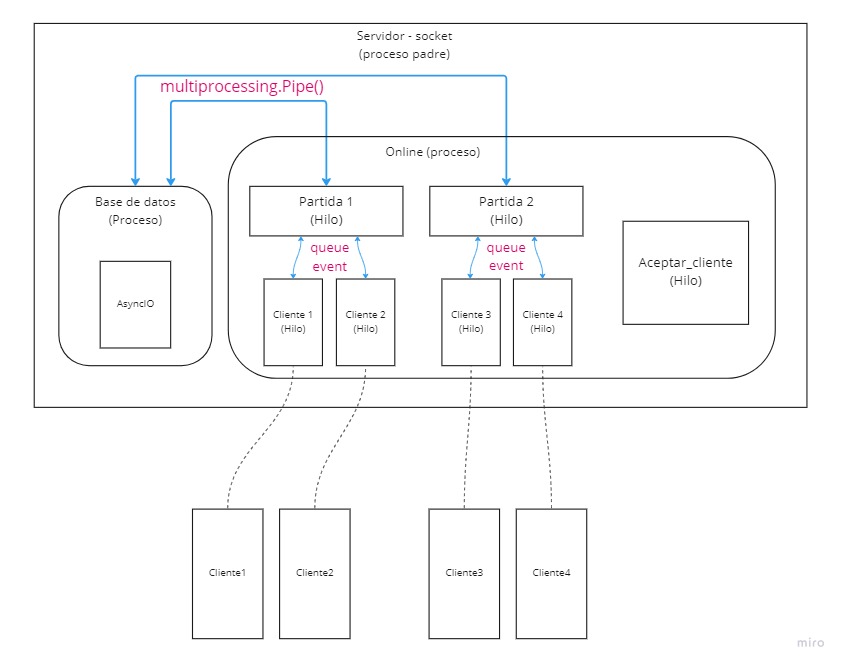 Servidor - socket
(proceso padre)
multiprocessing.Pipe()
Online (proceso)
Base de datos
(Proceso)
AsyncIO
Partida 1
(Hilo)
Partida 2
(Hilo)
queue
event
queue
event
Aceptar_cliente
(Hilo)
Cliente 1
(Hilo)
Cliente 2
(Hilo)
Cliente 3
(Hilo)
Cliente 4
(Hilo)
Cliente1
Cliente2
Cliente3
Cliente4
miro